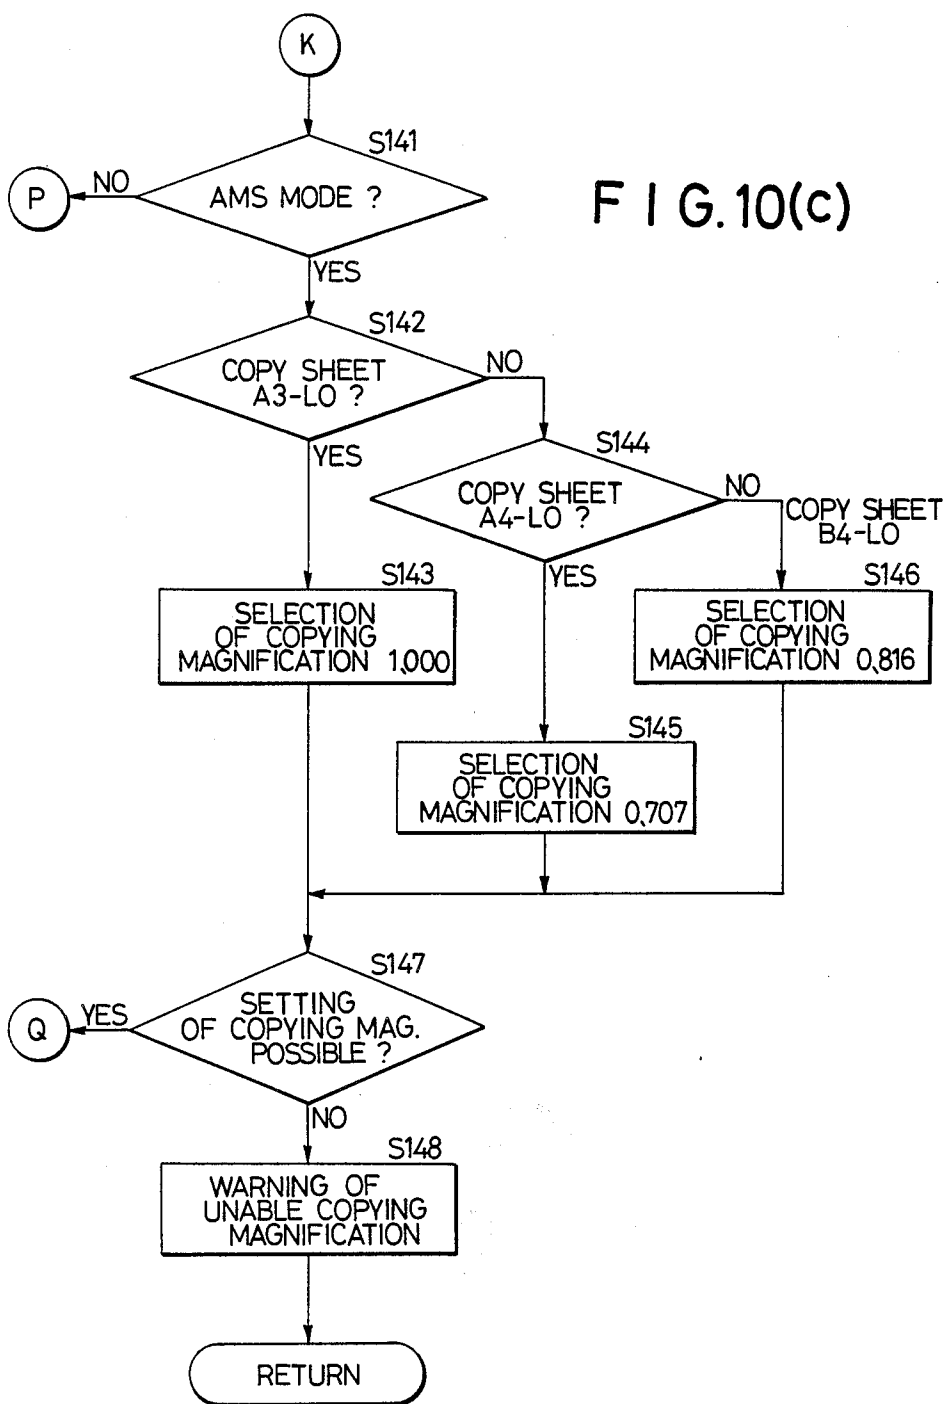 K
S141
P
NO
AMS MODE ?
F I G. 10(c)
YES
S142
COPY SHEET
A3-LO ?
NO
YES
S144
COPY SHEET
A4-LO ?
NO
COPY SHEET
B4-LO
YES
S143
SELECTION
OF COPYING
MAGNIFICATION 1,000
S146
SELECTION
OF COPYING
MAGNIFICATION 0,816
S145
SELECTION
OF COPYING
MAGNIFICATION 0,707
S147
Q
YES
SETTING
OF COPYING MAG.
POSSIBLE ?
NO
S148
WARNING OF
UNABLE COPYING
MAGNIFICATION
RETURN